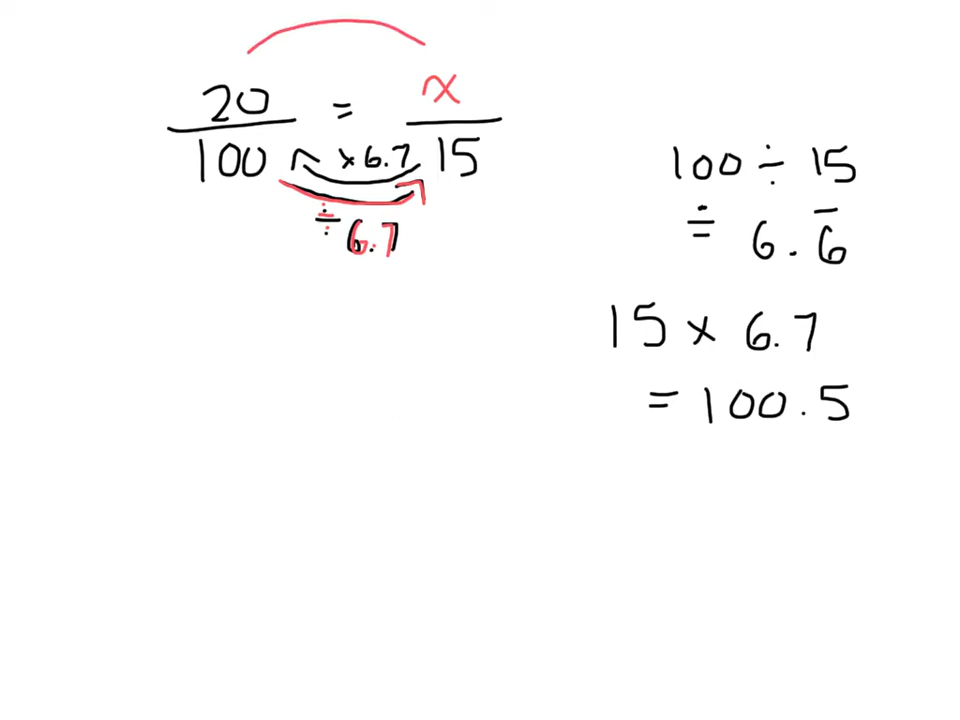 20 = x
100 × 6.7 15
÷ 6.7
100 ÷ 15
≐ 6.6̅
15 × 6.7
= 100.5